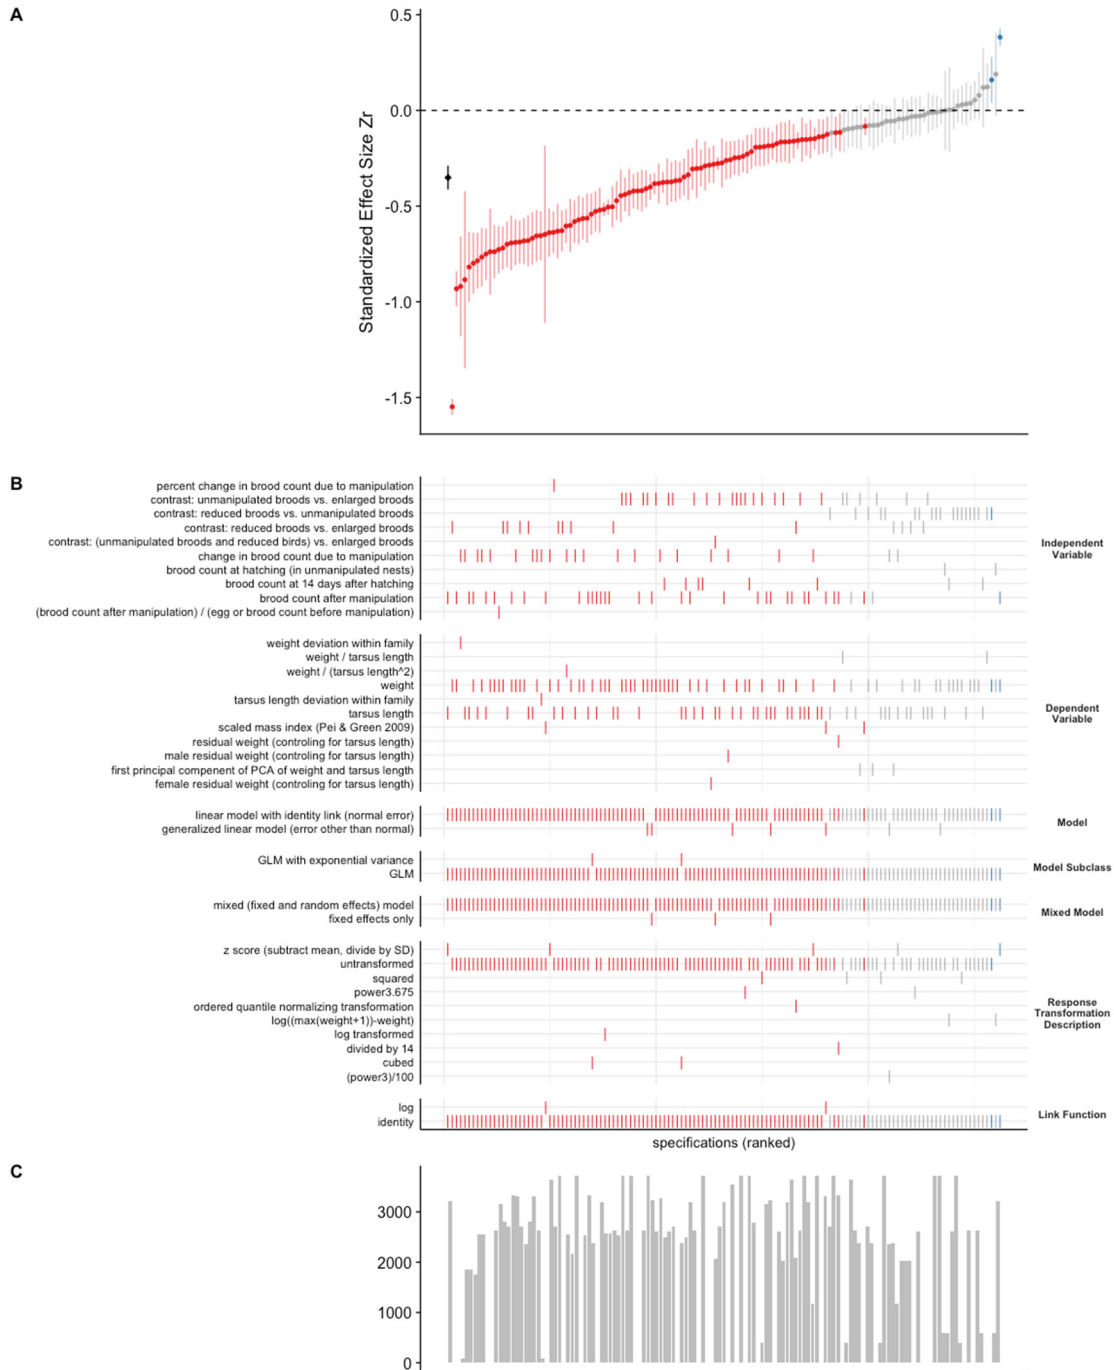 A
0.5
0.0
-0.5
-1.0
-1.5
Standardized Effect Size Zr
B
percent change in brood count due to manipulation
contrast: unmanipulated broods vs. enlarged broods
contrast: reduced broods vs. unmanipulated broods
contrast: reduced broods vs. enlarged broods
contrast: (unmanipulated broods and reduced birds) vs. enlarged broods
change in brood count due to manipulation
brood count at hatching (in unmanipulated nests)
brood count at 14 days after hatching
brood count after manipulation
(brood count after manipulation) / (egg or brood count before manipulation)
Independent
Variable
weight deviation within family
weight / tarsus length
weight / (tarsus length^2)
weight
tarsus length deviation within family
tarsus length
scaled mass index (Pei & Green 2009)
residual weight (controling for tarsus length)
male residual weight (controling for tarsus length)
first principal compenent of PCA of weight and tarsus length
female residual weight (controling for tarsus length)
Dependent
Variable
linear model with identity link (normal error)
generalized linear model (error other than normal)
Model
GLM with exponential variance
GLM
Model Subclass
mixed (fixed and random effects) model
fixed effects only
Mixed Model
z score (subtract mean, divide by SD)
untransformed
squared
power3.675
ordered quantile normalizing transformation
log((max(weight+1))-weight)
log transformed
divided by 14
cubed
(power3)/100
Response
Transformation
Description
log
identity
Link Function
specifications (ranked)
C
3000
2000
1000
0